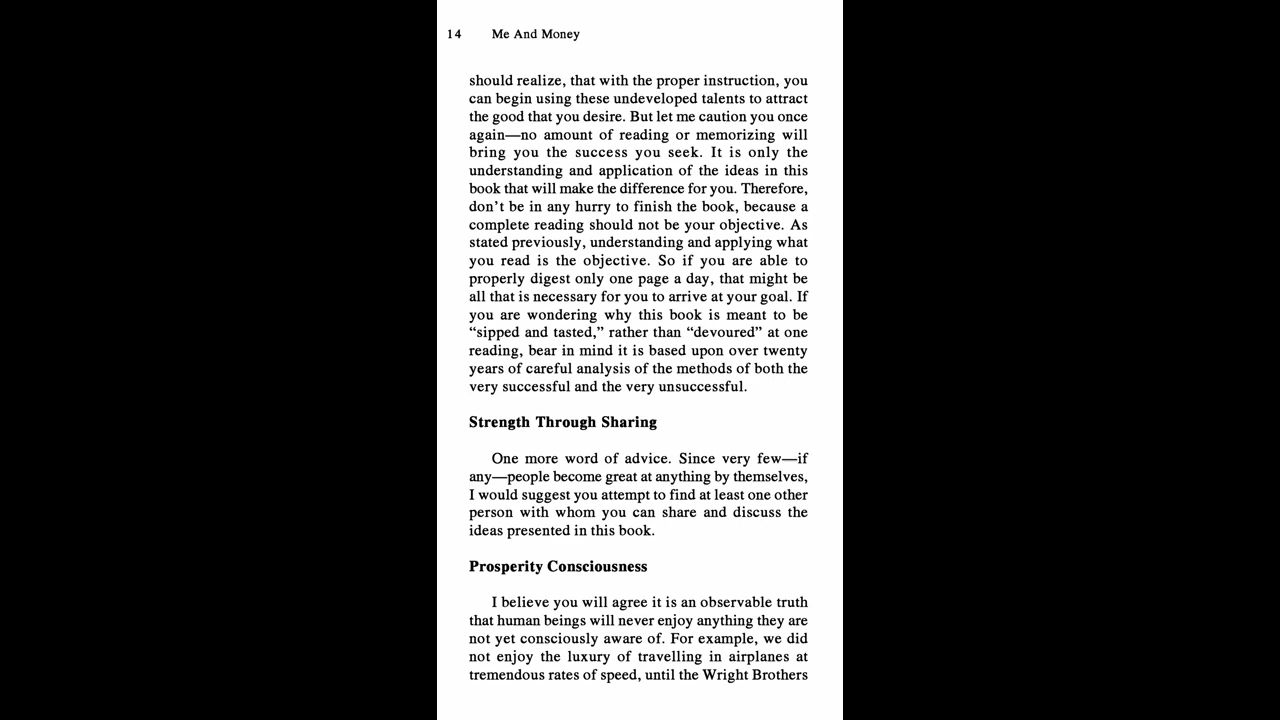 14 Me And Money
should realize, that with the proper instruction, you
can begin using these undeveloped talents to attract
the good that you desire. But let me caution you once
again—no amount of reading or memorizing will
bring you the success you seek. It is only the
understanding and application of the ideas in this
book that will make the difference for you. Therefore,
don’t be in any hurry to finish the book, because a
complete reading should not be your objective. As
stated previously, understanding and applying what
you read is the objective. So if you are able to
properly digest only one page a day, that might be
all that is necessary for you to arrive at your goal. If
you are wondering why this book is meant to be
“sipped and tasted,” rather than “devoured” at one
reading, bear in mind it is based upon over twenty
years of careful analysis of the methods of both the
very successful and the very unsuccessful.
Strength Through Sharing
One more word of advice. Since very few—if
any—people become great at anything by themselves,
I would suggest you attempt to find at least one other
person with whom you can share and discuss the
ideas presented in this book.
Prosperity Consciousness
I believe you will agree it is an observable truth
that human beings will never enjoy anything they are
not yet consciously aware of. For example, we did
not enjoy the luxury of travelling in airplanes at
tremendous rates of speed, until the Wright Brothers